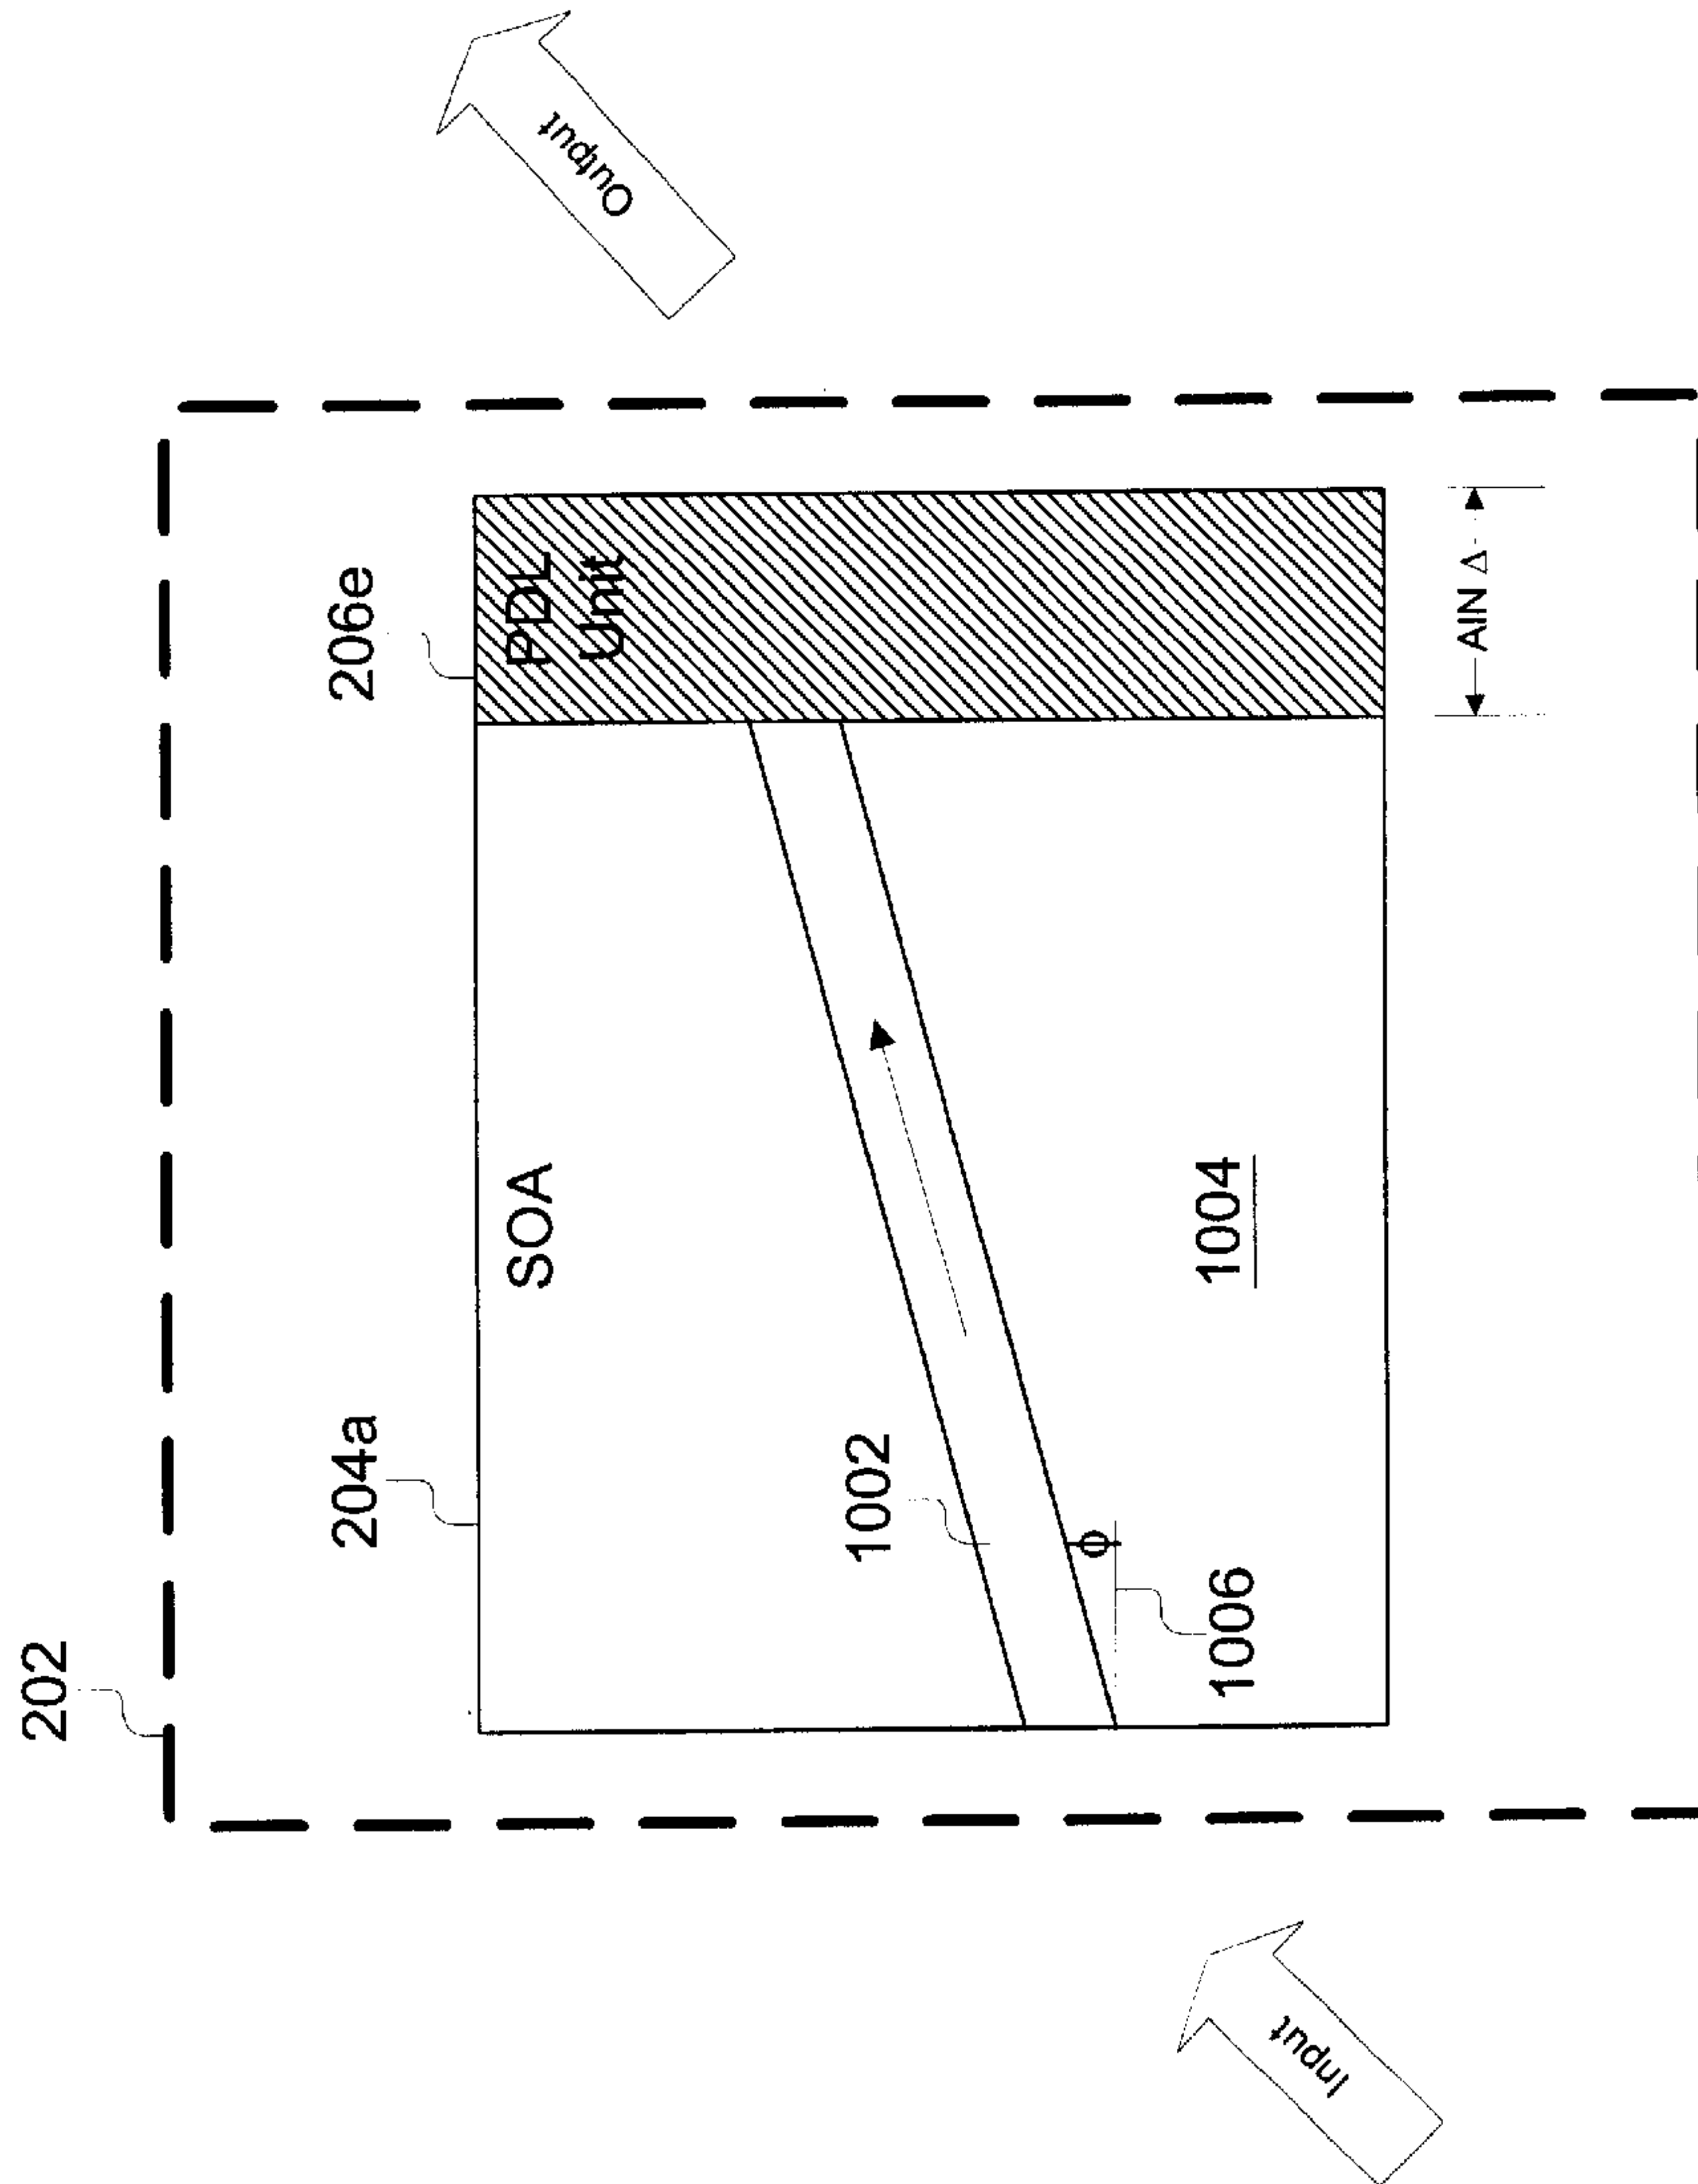 202
204a
206e
SOA
PDL
Unit
1002
Φ
1006
1004
AIN Δ
Input
Output